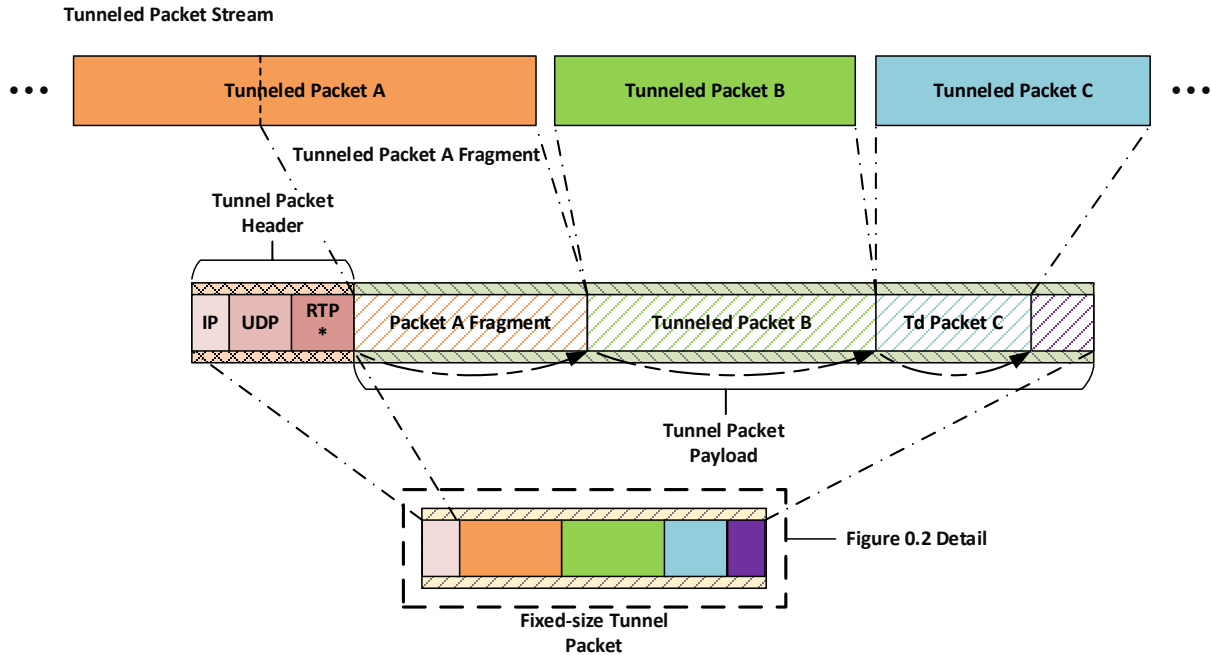 Tunneled Packet Stream
••• Tunneled Packet A Tunneled Packet B Tunneled Packet C •••
Tunneled Packet A Fragment
Tunnel Packet
Header
IP UDP RTP
*
Packet A Fragment Tunneled Packet B Td Packet C
Tunnel Packet
Payload
Figure 0.2 Detail
Fixed-size Tunnel
Packet